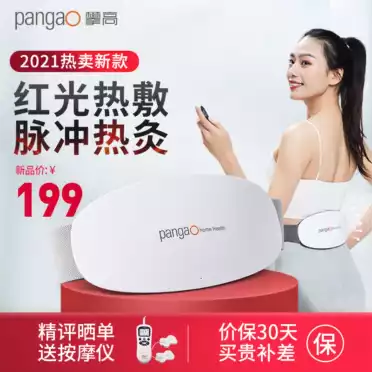 pangao 攀高
2021热卖新款
红光热敷
脉冲热灸
新品价:¥
199
pangao Home Health
pangao
精评晒单
送按摩仪
价保30天
买贵补差
保